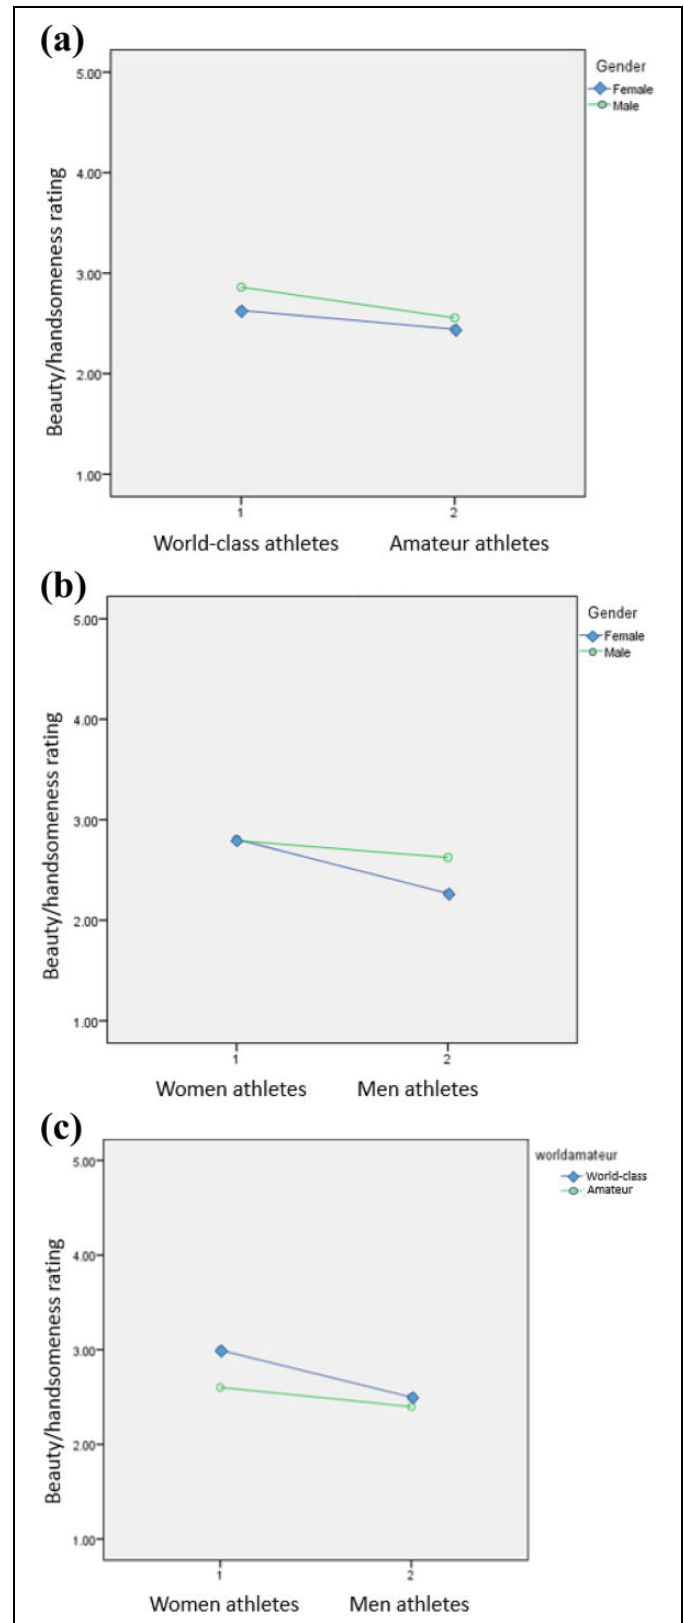 (a)
Gender
Female
Male
5.00
4.00
3.00
2.00
1.00
Beauty/handsomeness rating
1 2
World-class athletes Amateur athletes
(b)
Gender
Female
Male
5.00
4.00
3.00
2.00
1.00
Beauty/handsomeness rating
1 2
Women athletes Men athletes
(c)
worldamateur
World-class
Amateur
5.00
4.00
3.00
2.00
1.00
Beauty/handsomeness rating
1 2
Women athletes Men athletes